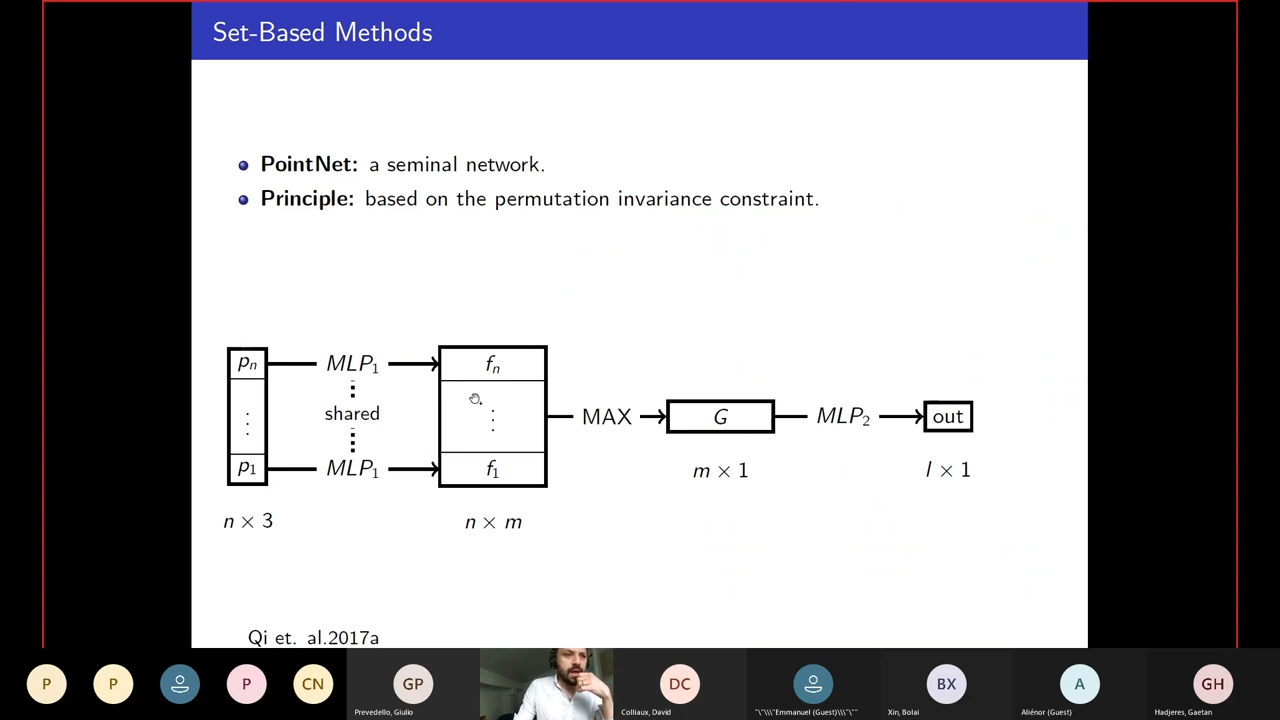 Set-Based Methods
PointNet: a seminal network.
Principle: based on the permutation invariance constraint.
pₙ MLP₁ fₙ
⋮ shared ⋮ MAX G MLP₂ out
p₁ MLP₁ f₁ m × 1 l × 1
n × 3 n × m
Qi et. al.2017a
P P P CN GP DC BX A GH
Prevedello, Giulio Colliaux, David "\"\\\"Emmanuel (Guest)\\\"\"" Xin, Bolai Aliénor (Guest) Hadjeres, Gaetan